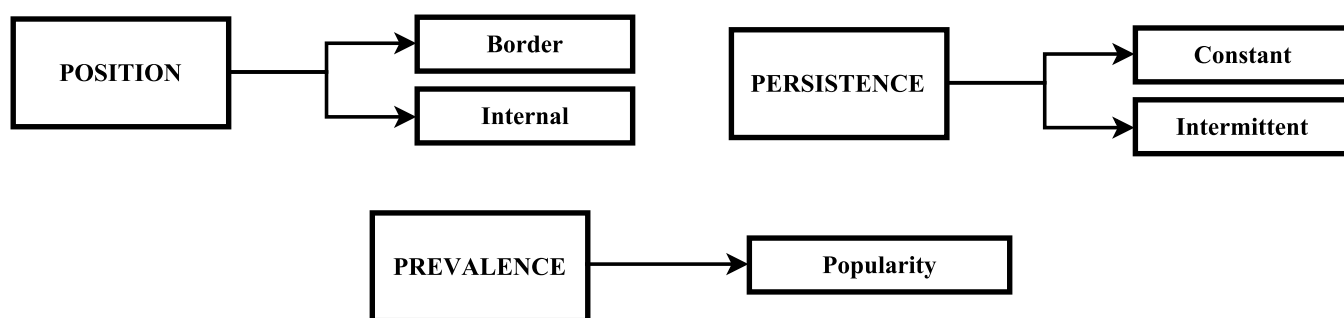 POSITION
Border
Internal
PERSISTENCE
Constant
Intermittent
PREVALENCE
Popularity